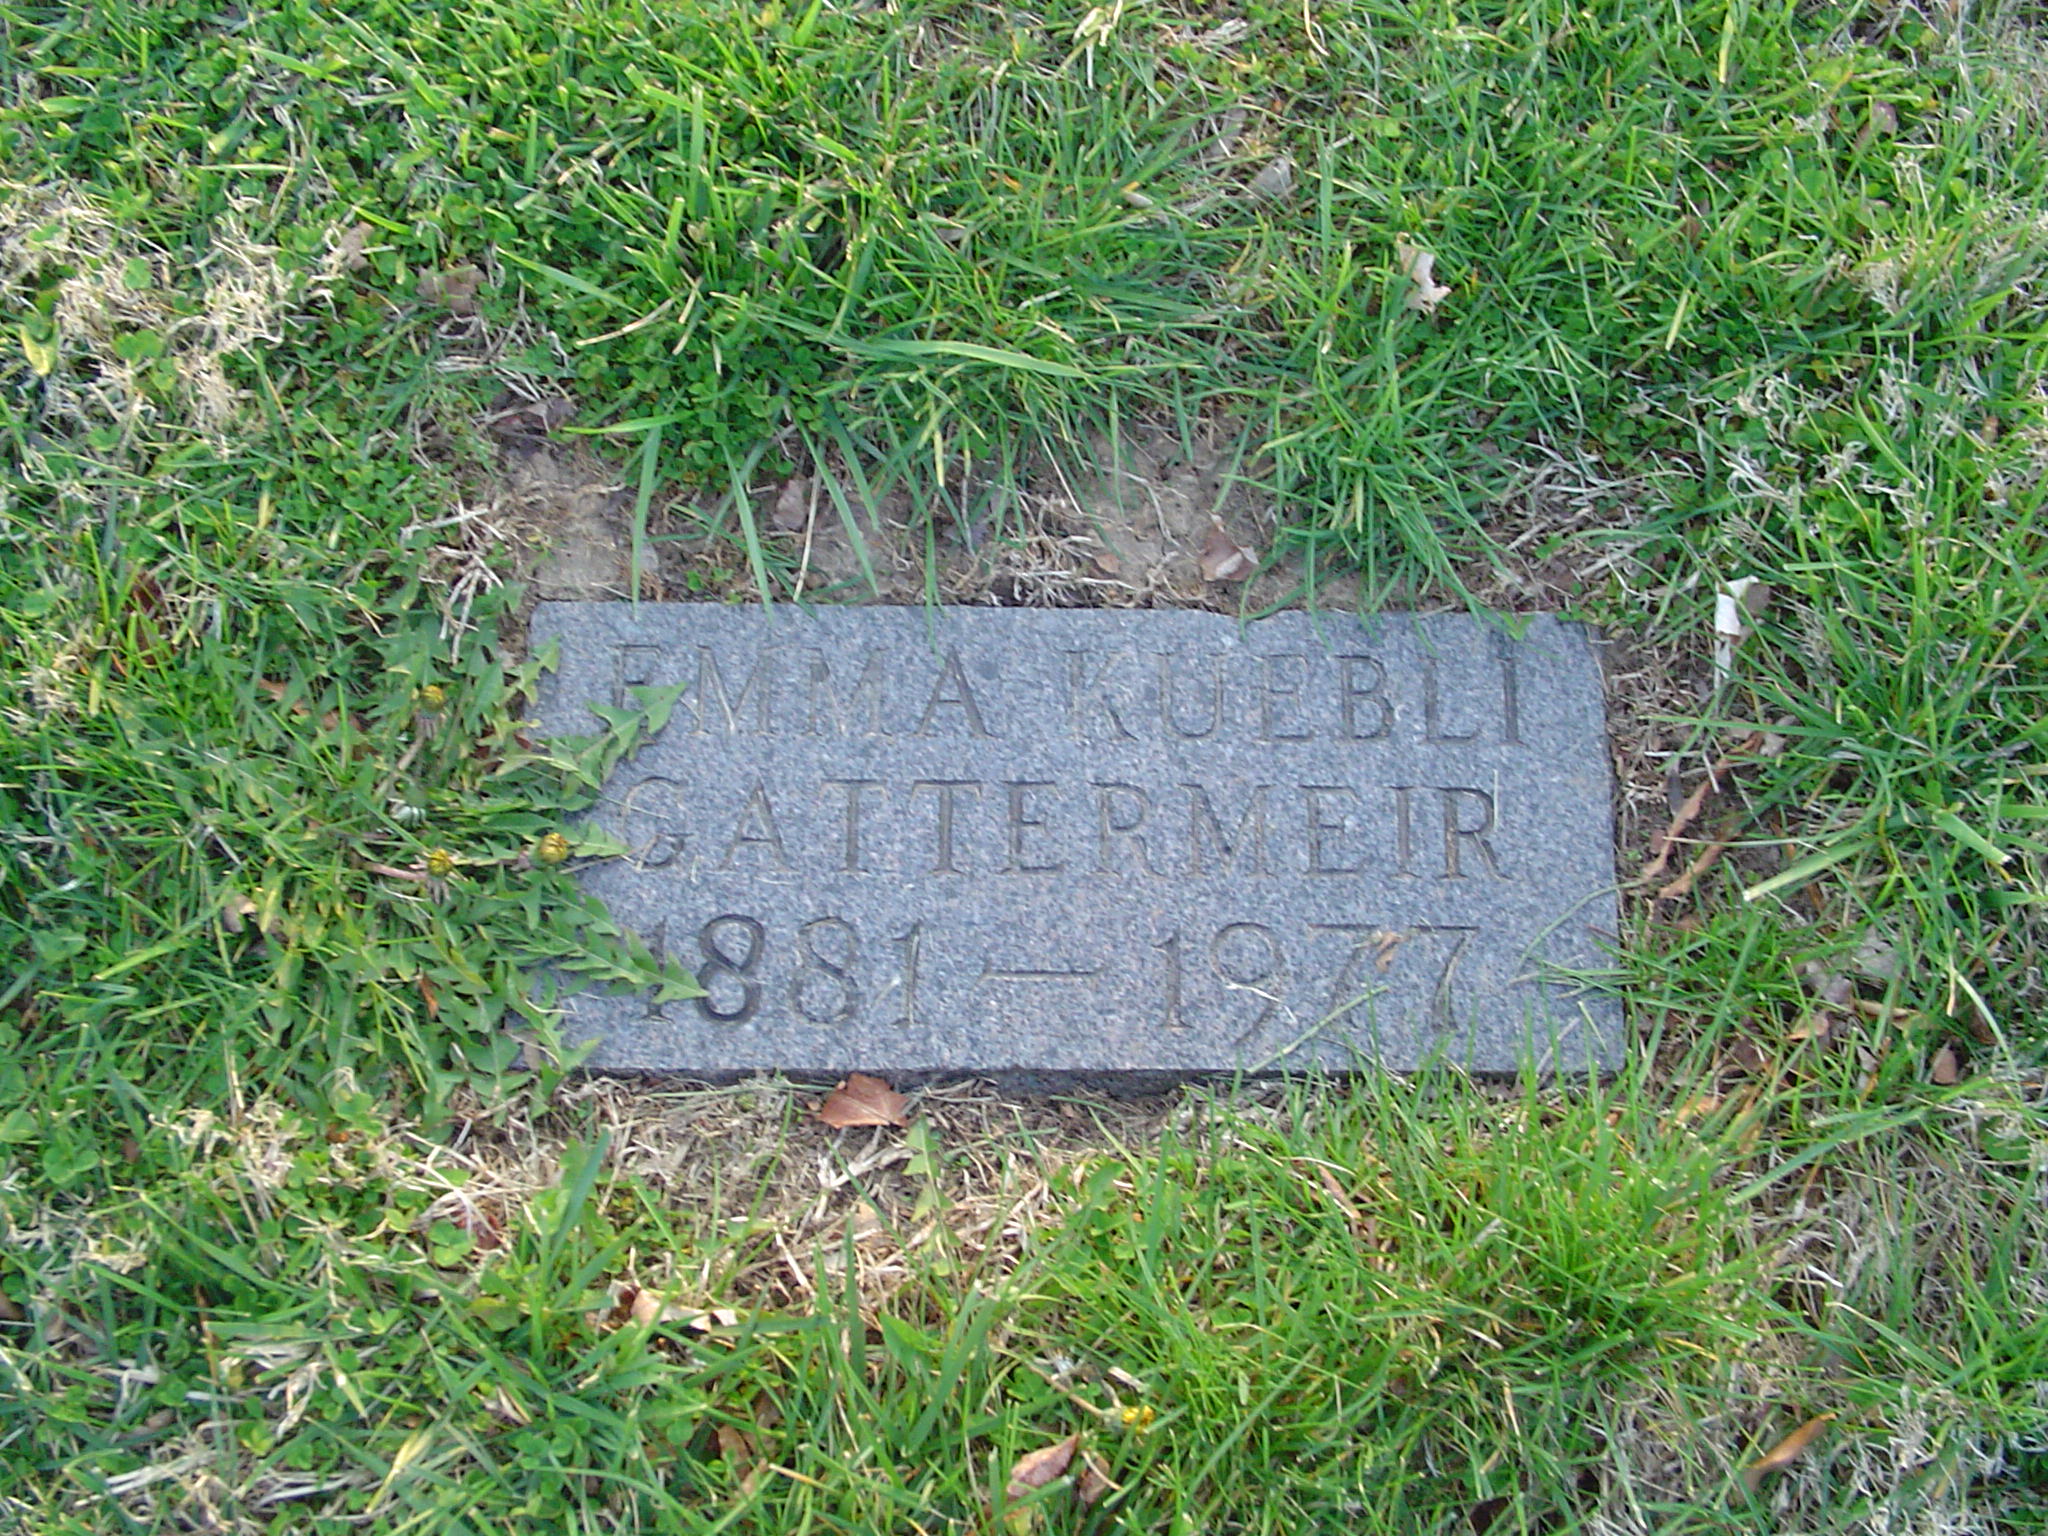 EMMA KUEBLI
GATTERMEIR
1881 — 1977